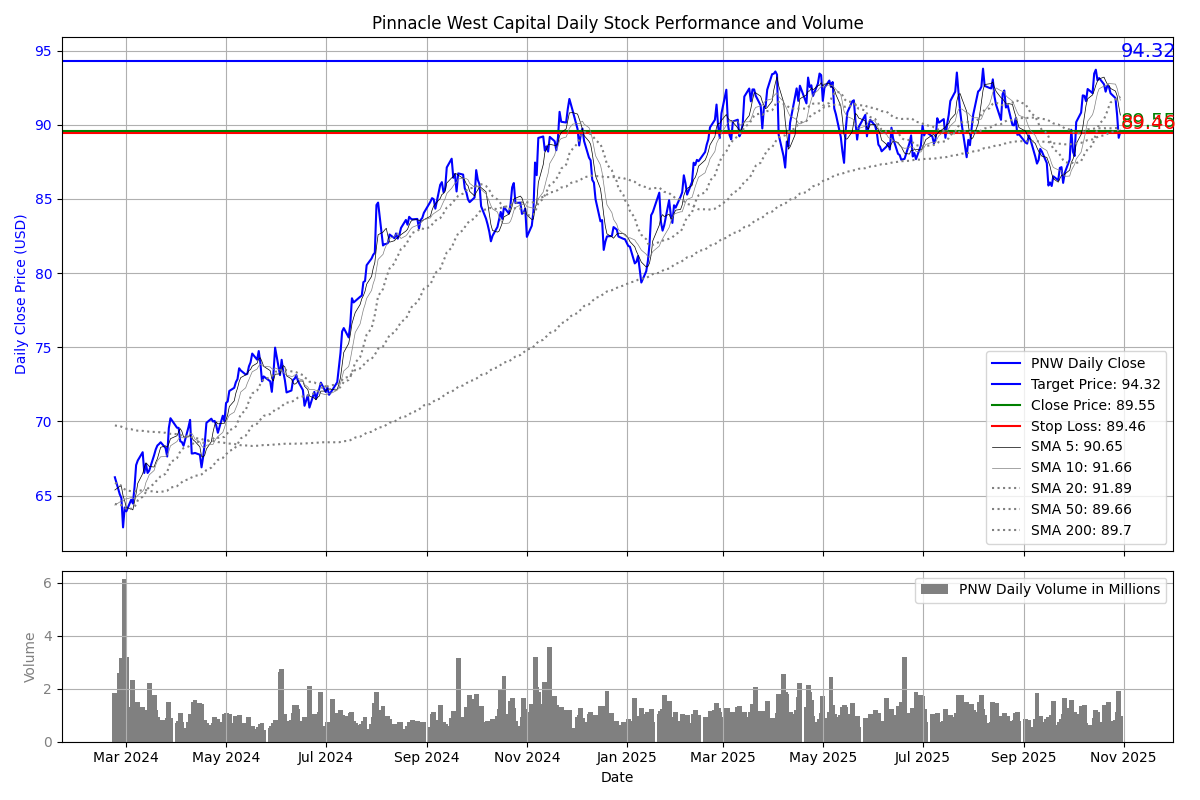 Pinnacle West Capital Daily Stock Performance and Volume
Daily Close Price (USD)
95
90
85
80
75
70
65
94.32
89.55
89.46
PNW Daily Close
Target Price: 94.32
Close Price: 89.55
Stop Loss: 89.46
SMA 5: 90.65
SMA 10: 91.66
SMA 20: 91.89
SMA 50: 89.66
SMA 200: 89.7
Volume
6
4
2
0
PNW Daily Volume in Millions
Mar 2024
May 2024
Jul 2024
Sep 2024
Nov 2024
Jan 2025
Mar 2025
May 2025
Jul 2025
Sep 2025
Nov 2025
Date